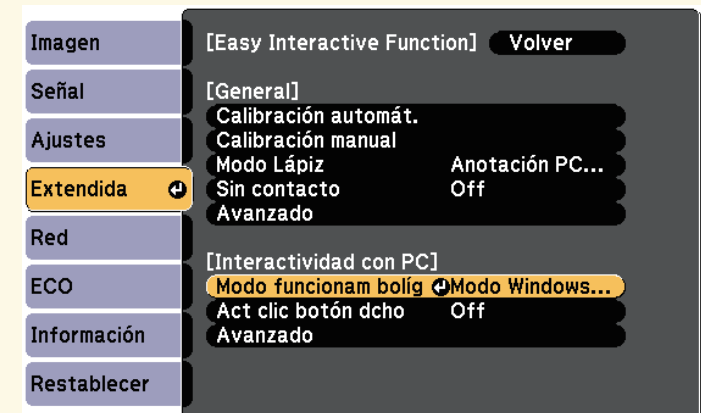 Imagen
Señal
Ajustes
Extendida
Red
ECO
Información
Restablecer
[Easy Interactive Function] Volver
[General]
Calibración automát.
Calibración manual
Modo Lápiz Anotación PC...
Sin contacto Off
Avanzado
[Interactividad con PC]
Modo funcionam bolíg Modo Windows...
Act clic botón dcho Off
Avanzado